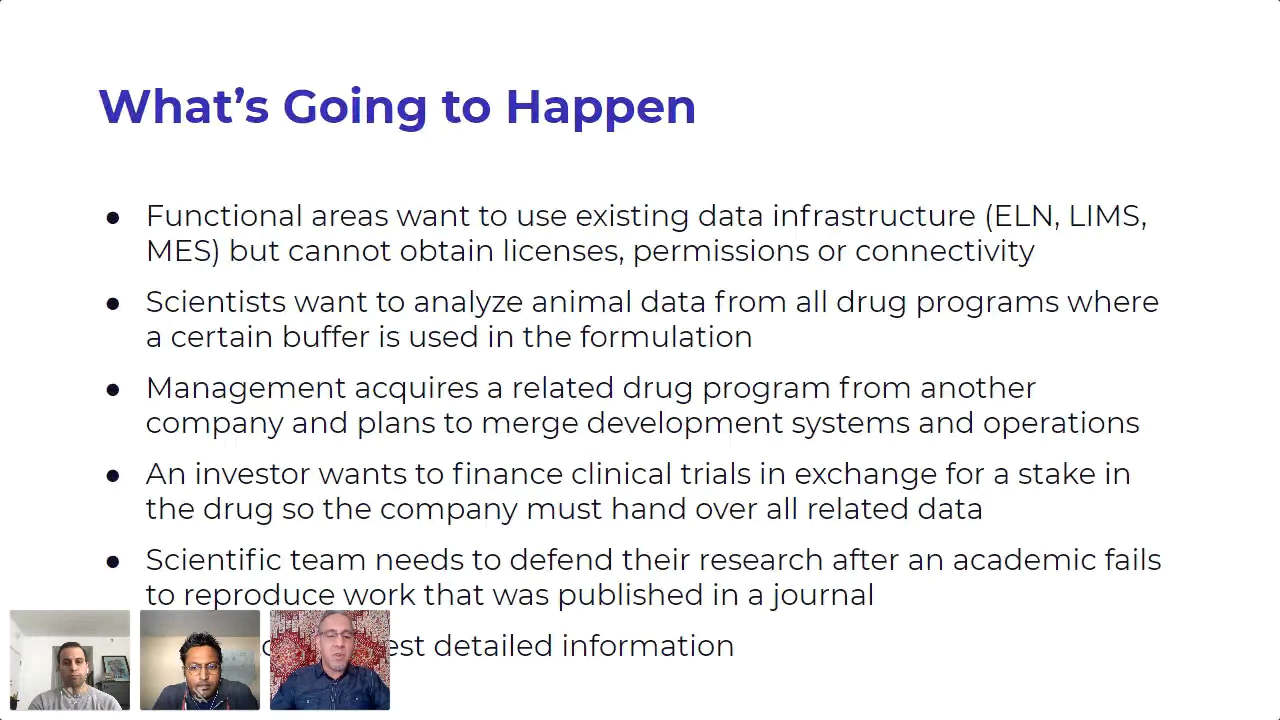 What's Going to Happen
● Functional areas want to use existing data infrastructure (ELN, LIMS,
MES) but cannot obtain licenses, permissions or connectivity
● Scientists want to analyze animal data from all drug programs where
a certain buffer is used in the formulation
● Management acquires a related drug program from another
company and plans to merge development systems and operations
● An investor wants to finance clinical trials in exchange for a stake in
the drug so the company must hand over all related data
● Scientific team needs to defend their research after an academic fails
to reproduce work that was published in a journal
detailed information